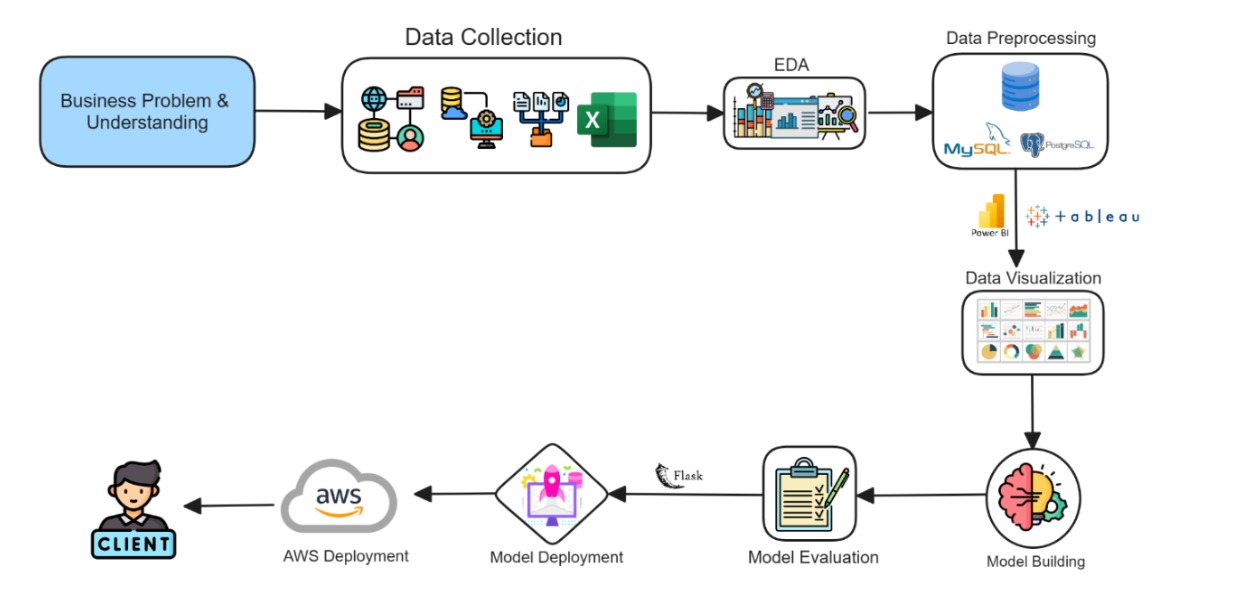 Data Collection
Data Preprocessing
EDA
Business Problem &
Understanding
X
MySQL
PostgreSQL
Power BI
+ableau
Data Visualization
Flask
aws
CLIENT
AWS Deployment
Model Deployment
Model Evaluation
Model Building